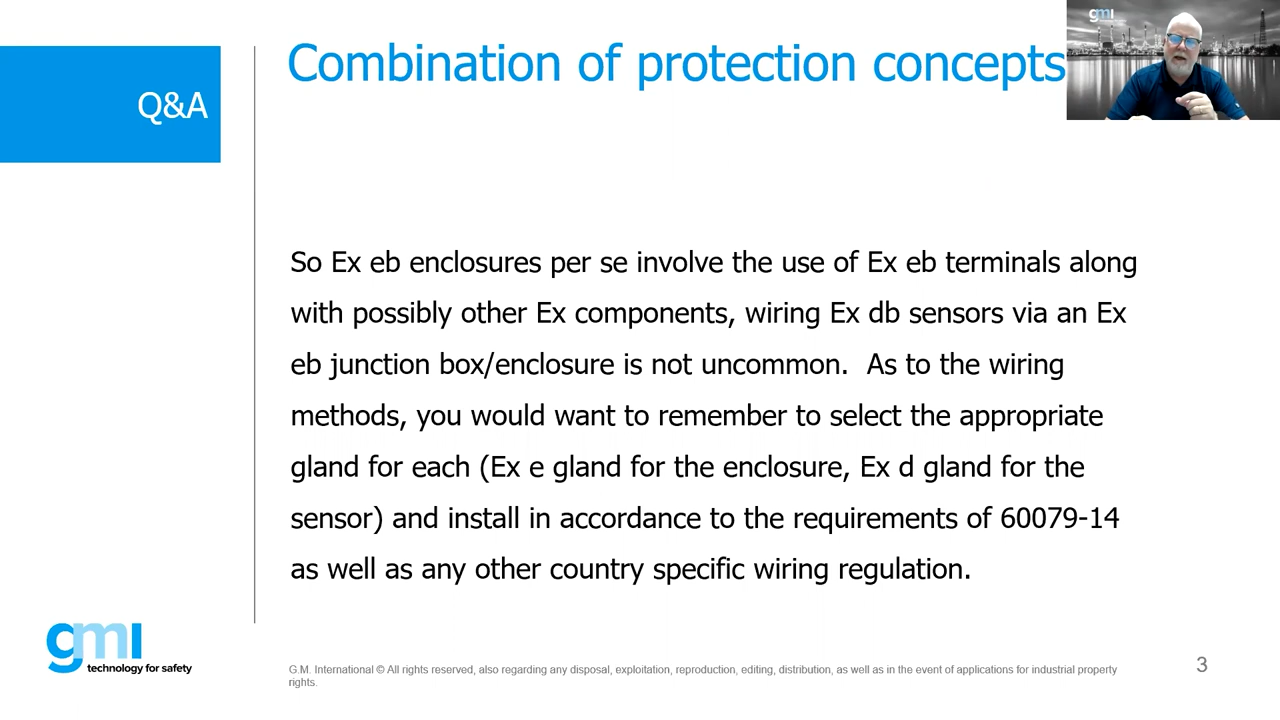 Combination of protection concepts
gmi
Q&A
So Ex eb enclosures per se involve the use of Ex eb terminals along
with possibly other Ex components, wiring Ex db sensors via an Ex
eb junction box/enclosure is not uncommon.  As to the wiring
methods, you would want to remember to select the appropriate
gland for each (Ex e gland for the enclosure, Ex d gland for the
sensor) and install in accordance to the requirements of 60079-14
as well as any other country specific wiring regulation.
gmi
technology for safety
G.M. International © All rights reserved, also regarding any disposal, exploitation, reproduction, editing, distribution, as well as in the event of applications for industrial property
rights.
3